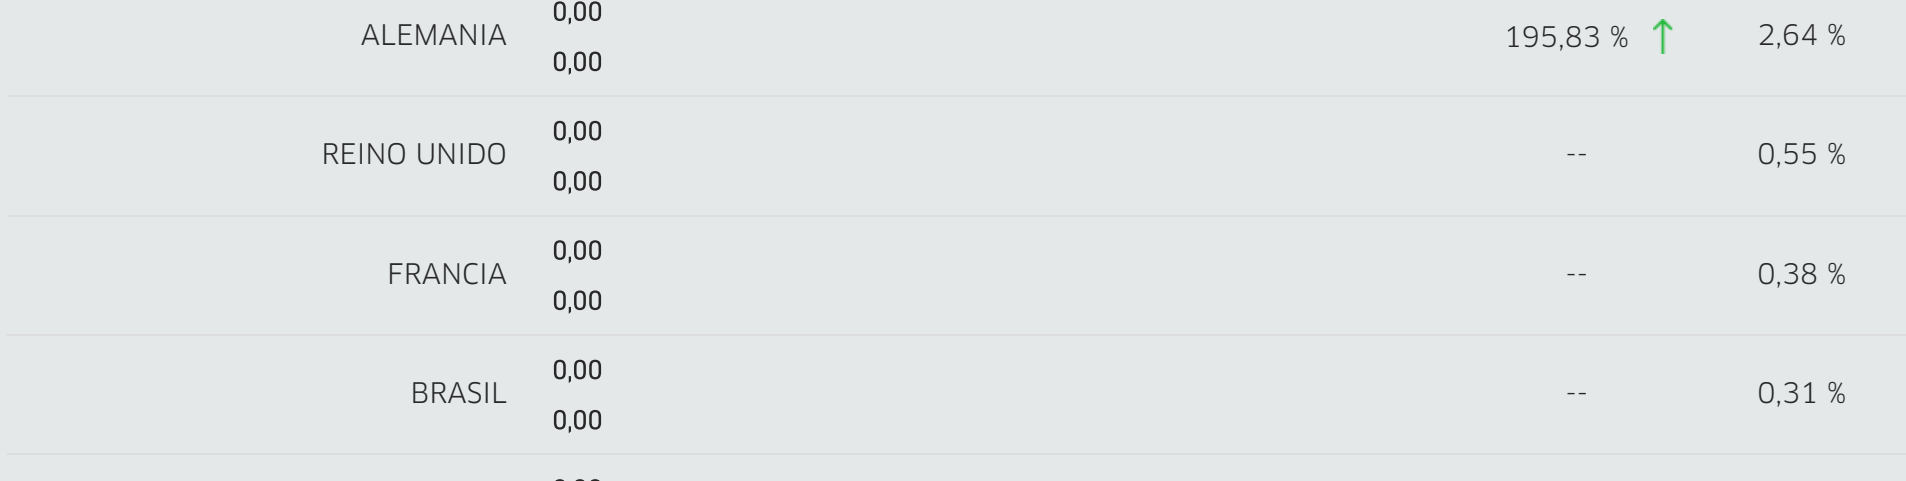 0,00
ALEMANIA 195,83 % ↑ 2,64 %
0,00
0,00
REINO UNIDO -- 0,55 %
0,00
0,00
FRANCIA -- 0,38 %
0,00
0,00
BRASIL -- 0,31 %
0,00